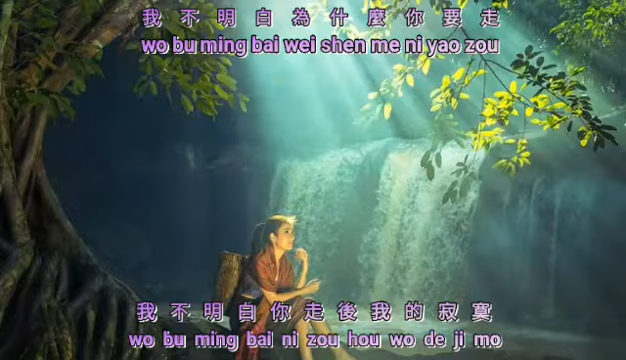 我不明白為什麼你要走
wo bu ming bai wei shen me ni yao zou
我不明白你走後我的寂寞
wo bu ming bai ni zou hou wo de ji mo